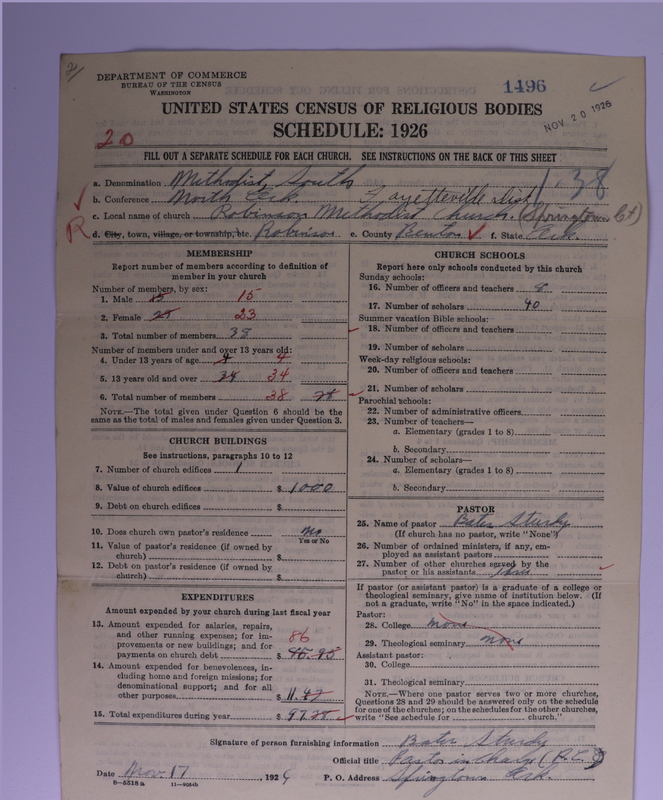 2
DEPARTMENT OF COMMERCE
BUREAU OF THE CENSUS
WASHINGTON
1496
NOV. 20 1926
UNITED STATES CENSUS OF RELIGIOUS BODIES
SCHEDULE: 1926
20
FILL OUT A SEPARATE SCHEDULE FOR EACH CHURCH. SEE INSTRUCTIONS ON THE BACK OF THIS SHEET
a. Denomination Methodist, South
1-38
b. Conference North Ark. Fayetteville Dist
c. Local name of church Robinson Methodist Church. (Springtown Ct)
R d. City, town, village, or township, etc. Robinson e. County Benton f. State Ark.
MEMBERSHIP
Report number of members according to definition of
member in your church
Number of members, by sex:
1. Male 15 15
2. Female 23
3. Total number of members 38
Number of members under and over 13 years old:
4. Under 13 years of age 4 4
5. 13 years old and over 34 34
6. Total number of members 38
NOTE.—The total given under Question 6 should be
same as the total of males and females given under Question 3.
CHURCH BUILDINGS
See instructions, paragraphs 10 to 12
7. Number of church edifices 1
8. Value of church edifices $ 1000
9. Debt on church edifices $
10. Does church own pastor's residence no
Yes or No
11. Value of pastor's residence (if owned by
church) $
12. Debt on pastor's residence (if owned by
church) $
EXPENDITURES
Amount expended by your church during last fiscal year
13. Amount expended for salaries, repairs,
and other running expenses; for im-
provements or new buildings; and for
payments on church debt $ 86
14. Amount expended for benevolences, in-
cluding home and foreign missions; for
denominational support; and for all
other purposes $ 11.42
15. Total expenditures during year $ 97
CHURCH SCHOOLS
Report here only schools conducted by this church
Sunday schools:
16. Number of officers and teachers 8
17. Number of scholars 40
Summer vacation Bible schools:
18. Number of officers and teachers
19. Number of scholars
Week-day religious schools:
20. Number of officers and teachers
21. Number of scholars
Parochial schools:
22. Number of administrative officers
23. Number of teachers—
a. Elementary (grades 1 to 8)
b. Secondary
24. Number of scholars—
a. Elementary (grades 1 to 8)
b. Secondary
PASTOR
25. Name of pastor Bates Sturdy
(If church has no pastor, write "None")
26. Number of ordained ministers, if any, em-
ployed as assistant pastors
27. Number of other churches served by the
pastor or his assistants
If pastor (or assistant pastor) is a graduate of a college or
theological seminary, give name of institution below. (If
not a graduate, write "No" in the space indicated.)
Pastor:
28. College none
29. Theological seminary none
Assistant pastor:
30. College
31. Theological seminary
NOTE.—Where one pastor serves two or more churches,
Questions 28 and 29 should be answered only on the schedule
for one of the churches; on the schedules for the other churches,
write "See schedule for church."
Signature of person furnishing information Bates Sturdy
Official title Pastor in charge (P.C.)
Date Nov. 17, 1926 P. O. Address Springtown Ark.
8—5518a 11—9054b